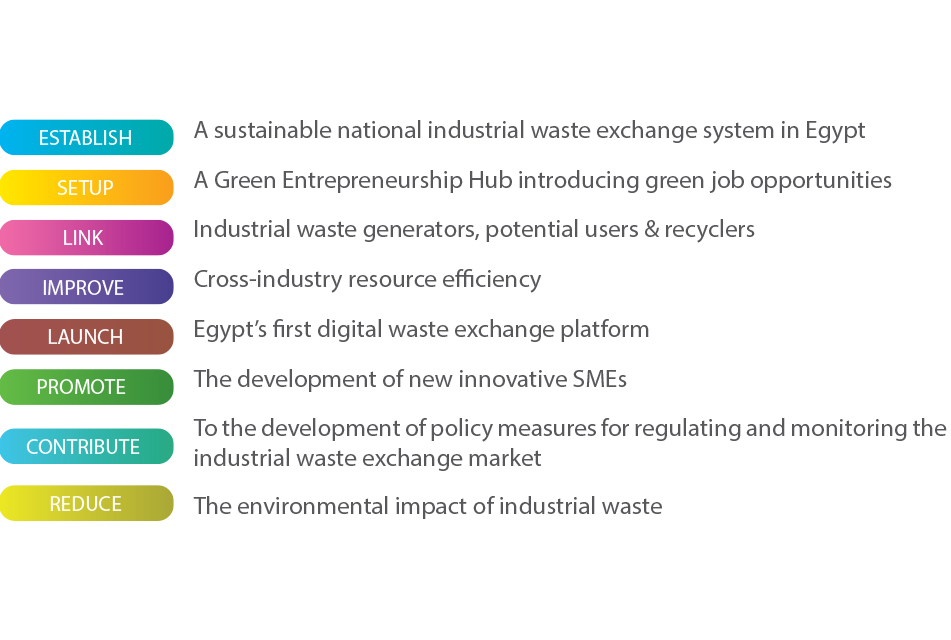 ESTABLISH A sustainable national industrial waste exchange system in Egypt
SETUP A Green Entrepreneurship Hub introducing green job opportunities
LINK Industrial waste generators, potential users & recyclers
IMPROVE Cross-industry resource efficiency
LAUNCH Egypt’s first digital waste exchange platform
PROMOTE The development of new innovative SMEs
CONTRIBUTE To the development of policy measures for regulating and monitoring the
industrial waste exchange market
REDUCE The environmental impact of industrial waste